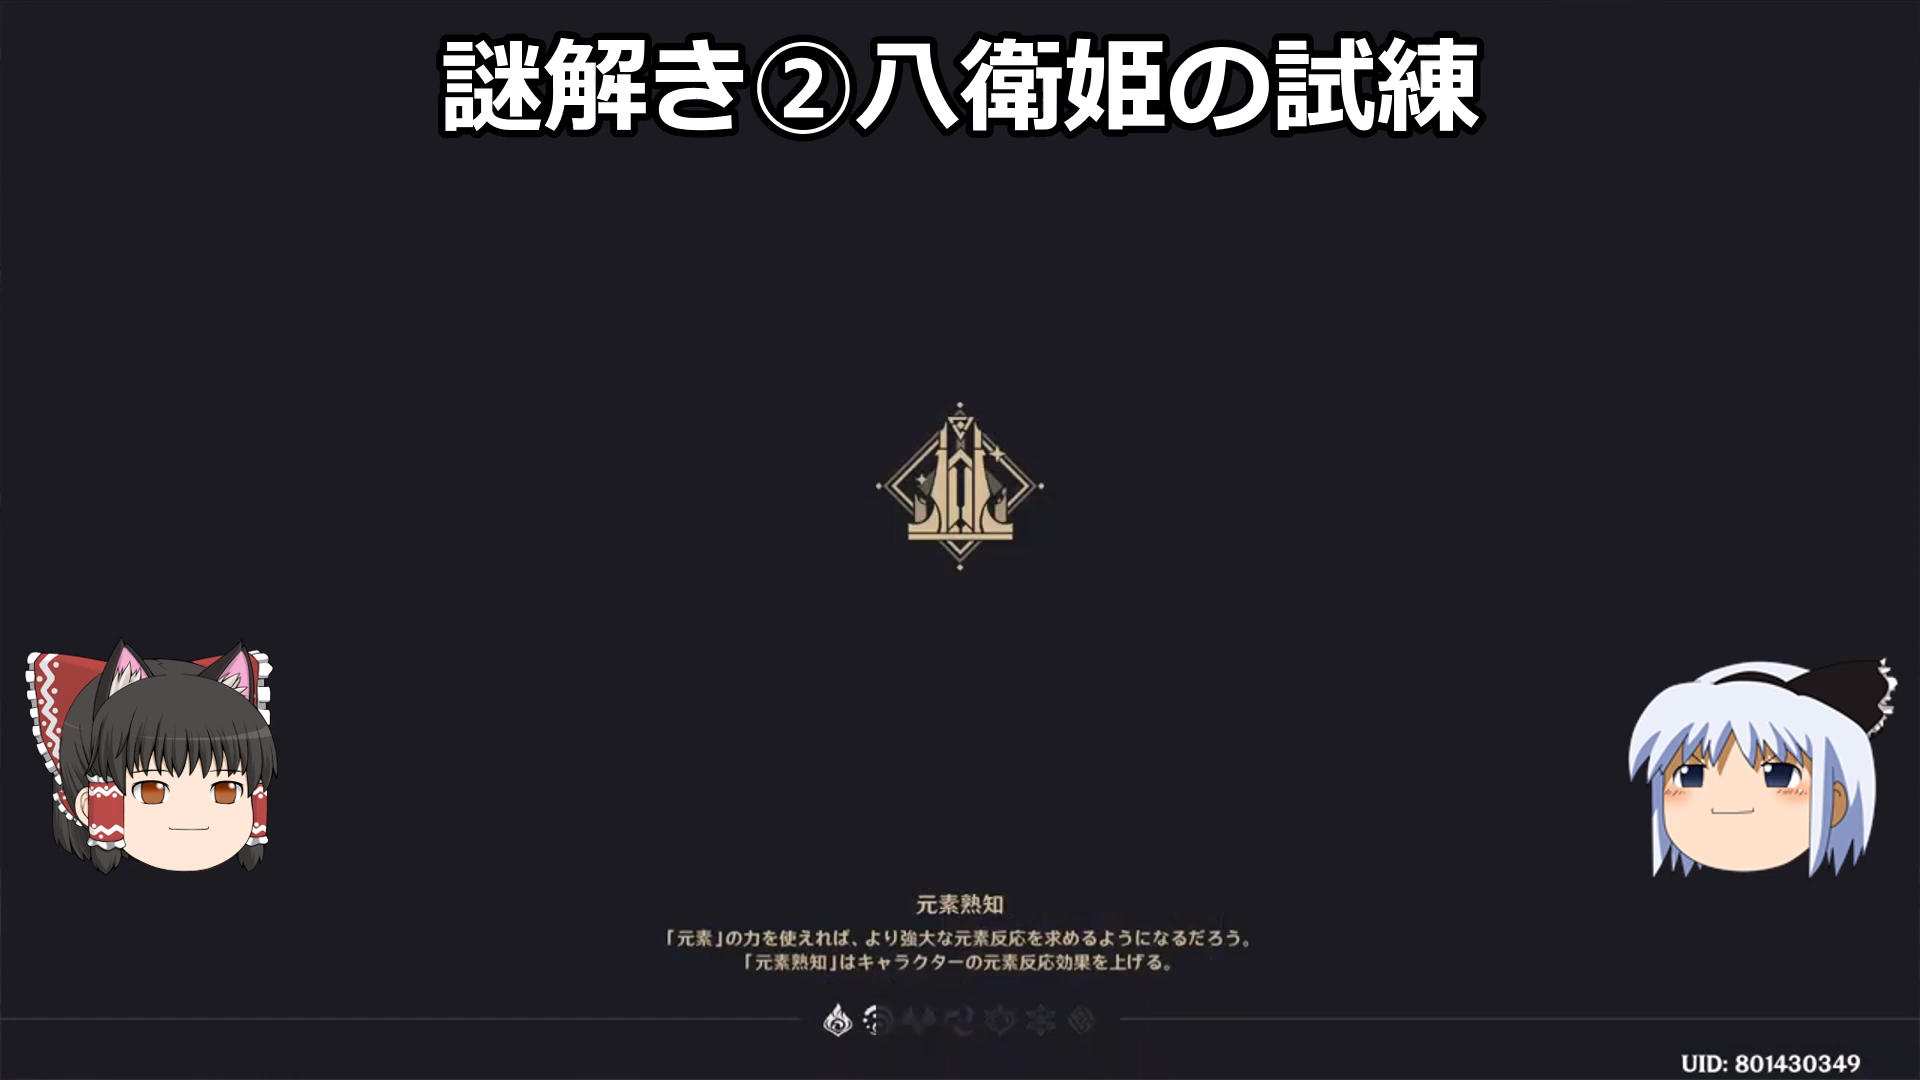 謎解き②八衛姫の試練
元素熟知
「元素」の力を使えれば、より強大な元素反応を求めるようになるだろう。
「元素熟知」はキャラクターの元素反応効果を上げる。
UID: 801430349